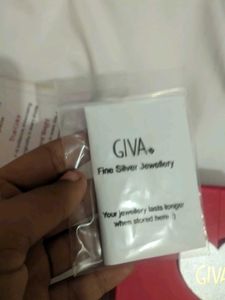 GIVA
Fine Silver Jewellery
Your jewellery lasts longer
when stored here :)
GIVA